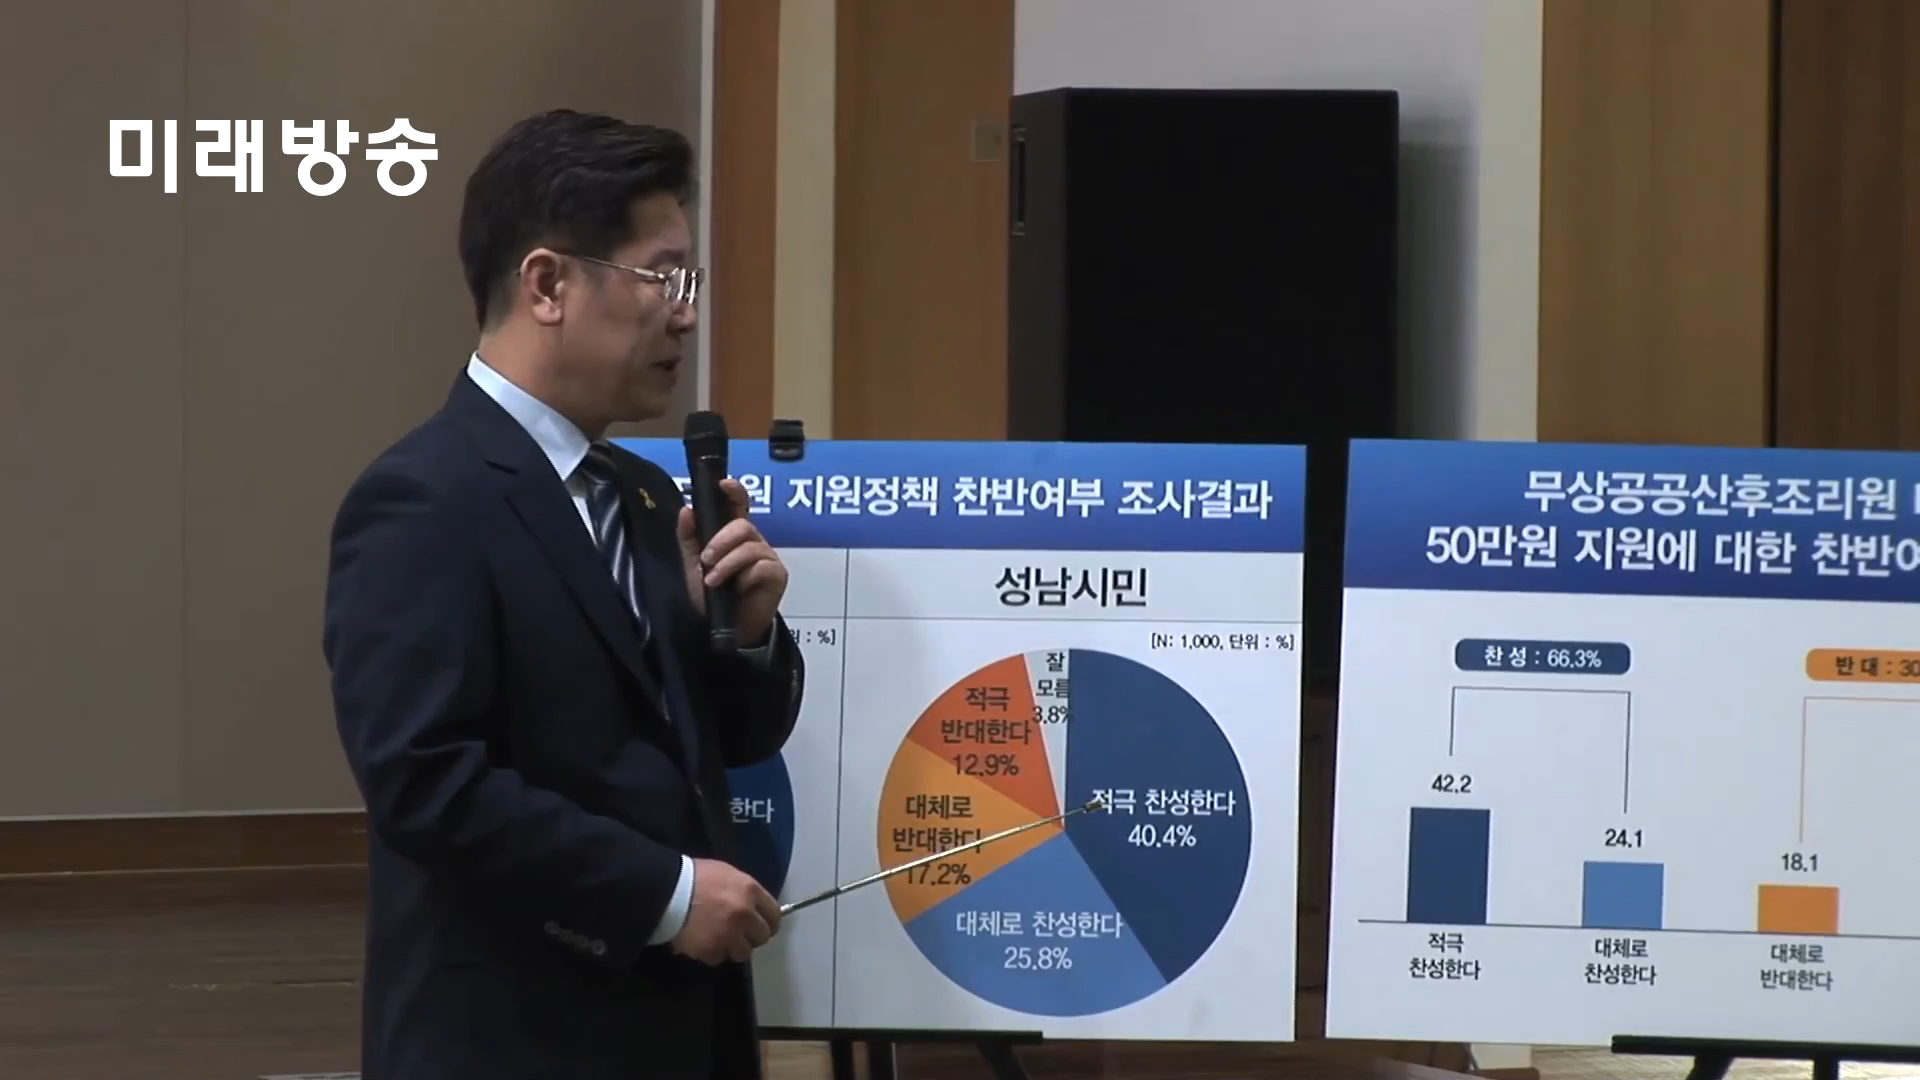 미래방송
원 지원정책 찬반여부 조사결과
성남시민
: %]
[N: 1,000, 단위 : %]
한다
잘
모름
3.8%
적극
반대한다
12.9%
대체로
반대한다
17.2%
적극 찬성한다
40.4%
대체로 찬성한다
25.8%
무상공공산후조리원
50만원 지원에 대한 찬반여
찬 성 : 66.3%
반 대 : 30
42.2
24.1
18.1
적극
찬성한다
대체로
찬성한다
대체로
반대한다